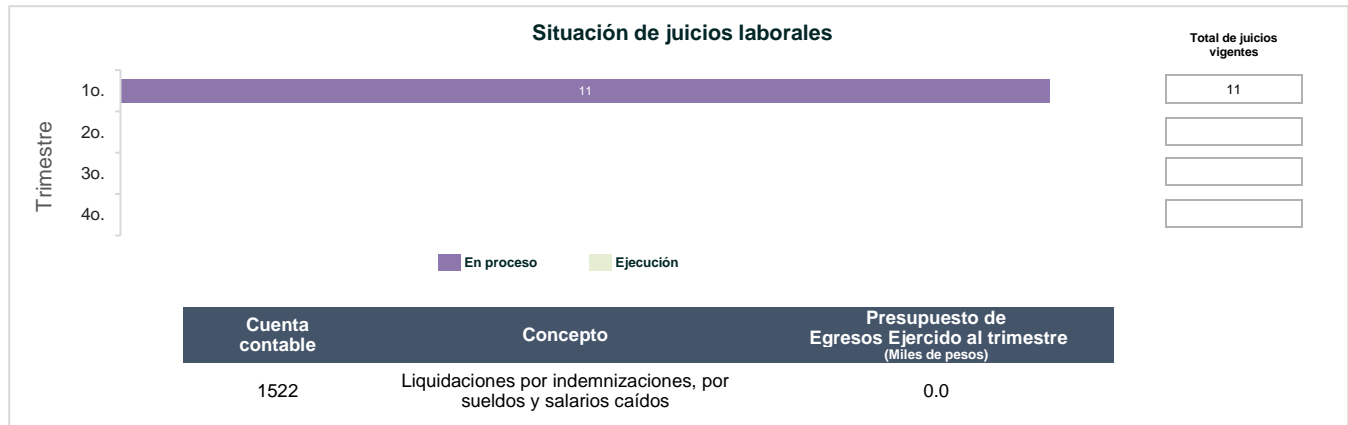 Situación de juicios laborales
Total de juicios
vigentes
Trimestre
1o.
11
11
2o.
3o.
4o.
En proceso
Ejecución
Cuenta
contable
Concepto
Presupuesto de
Egresos Ejercido al trimestre
(Miles de pesos)
1522
Liquidaciones por indemnizaciones, por
sueldos y salarios caídos
0.0